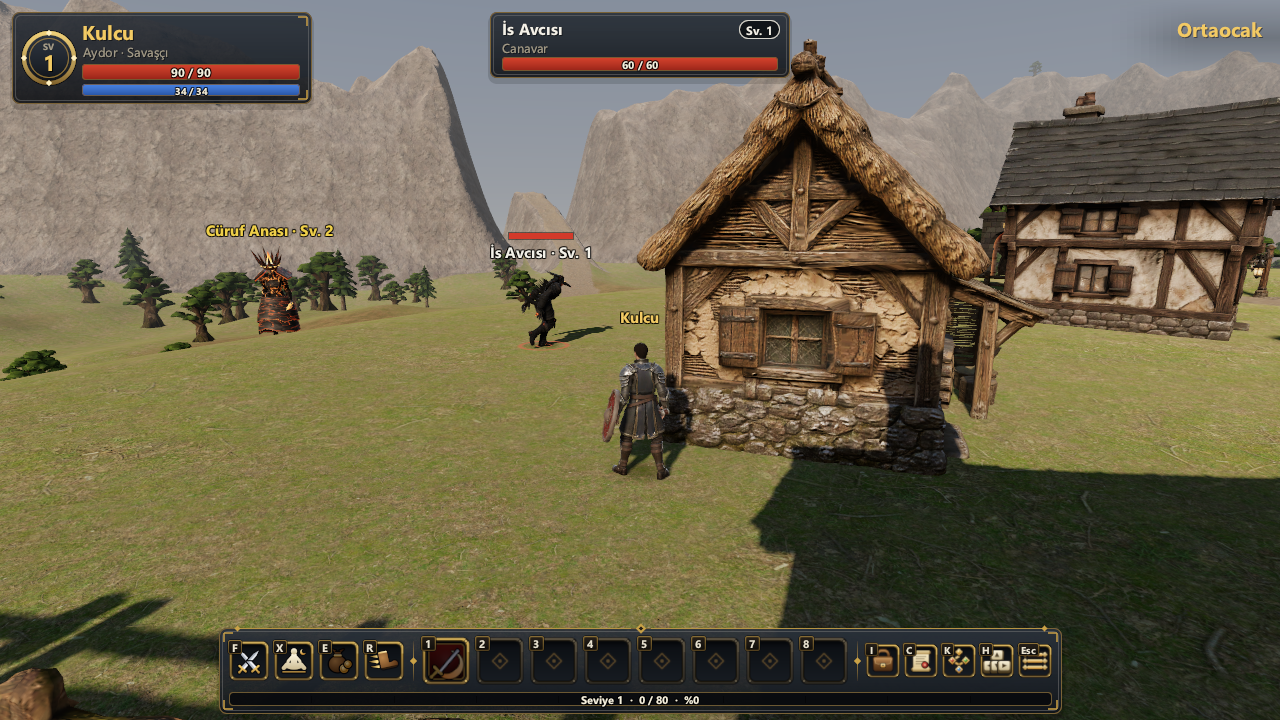 SV
1
Kulcu
Aydor · Savaşçı
90 / 90
34 / 34
İs Avcısı
Sv. 1
Canavar
60 / 60
Ortaocak
Cüruf Anası · Sv. 2
İs Avcısı · Sv. 1
Kulcu
F X E R 1 2 3 4 5 6 7 8 I C K H Esc
Seviye 1 · 0 / 80 · %0